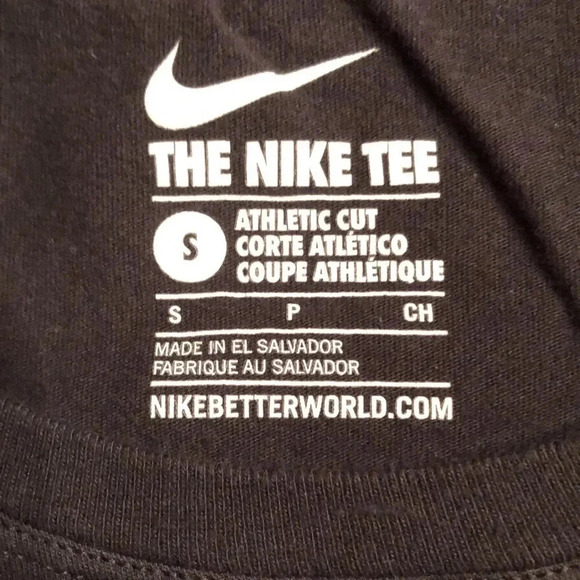 THE NIKE TEE
S
ATHLETIC CUT
CORTE ATLÉTICO
COUPE ATHLÉTIQUE
S P CH
MADE IN EL SALVADOR
FABRIQUE AU SALVADOR
NIKEBETTERWORLD.COM